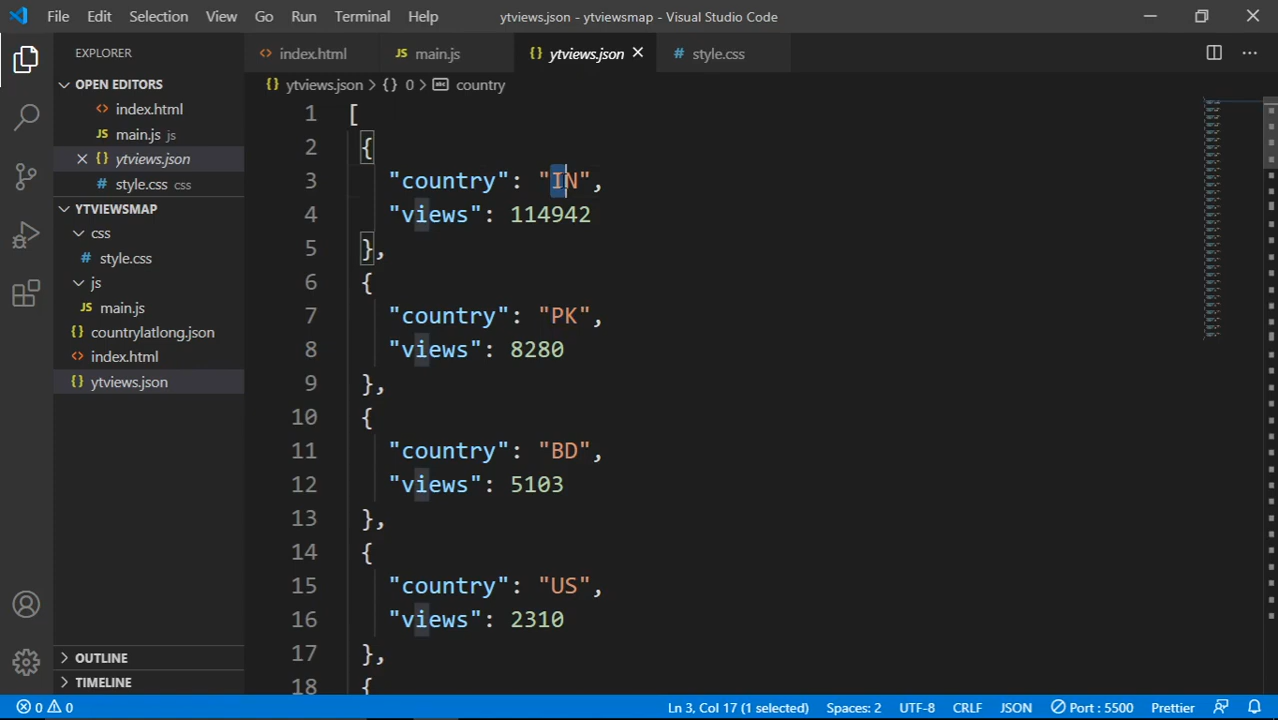 File Edit Selection View Go Run Terminal Help ytviews.json - ytviewsmap - Visual Studio Code
EXPLORER
OPEN EDITORS
index.html
main.js js
ytviews.json
style.css css
YTVIEWSMAP
css
style.css
js
main.js
countrylatlong.json
index.html
ytviews.json
OUTLINE
TIMELINE
index.html main.js ytviews.json style.css
ytviews.json > {} 0 > country
1 [
2 {
3 "country": "IN",
4 "views": 114942
5 },
6 {
7 "country": "PK",
8 "views": 8280
9 },
10 {
11 "country": "BD",
12 "views": 5103
13 },
14 {
15 "country": "US",
16 "views": 2310
17 },
18 {
0 0 Ln 3, Col 17 (1 selected) Spaces: 2 UTF-8 CRLF JSON Port : 5500 Prettier